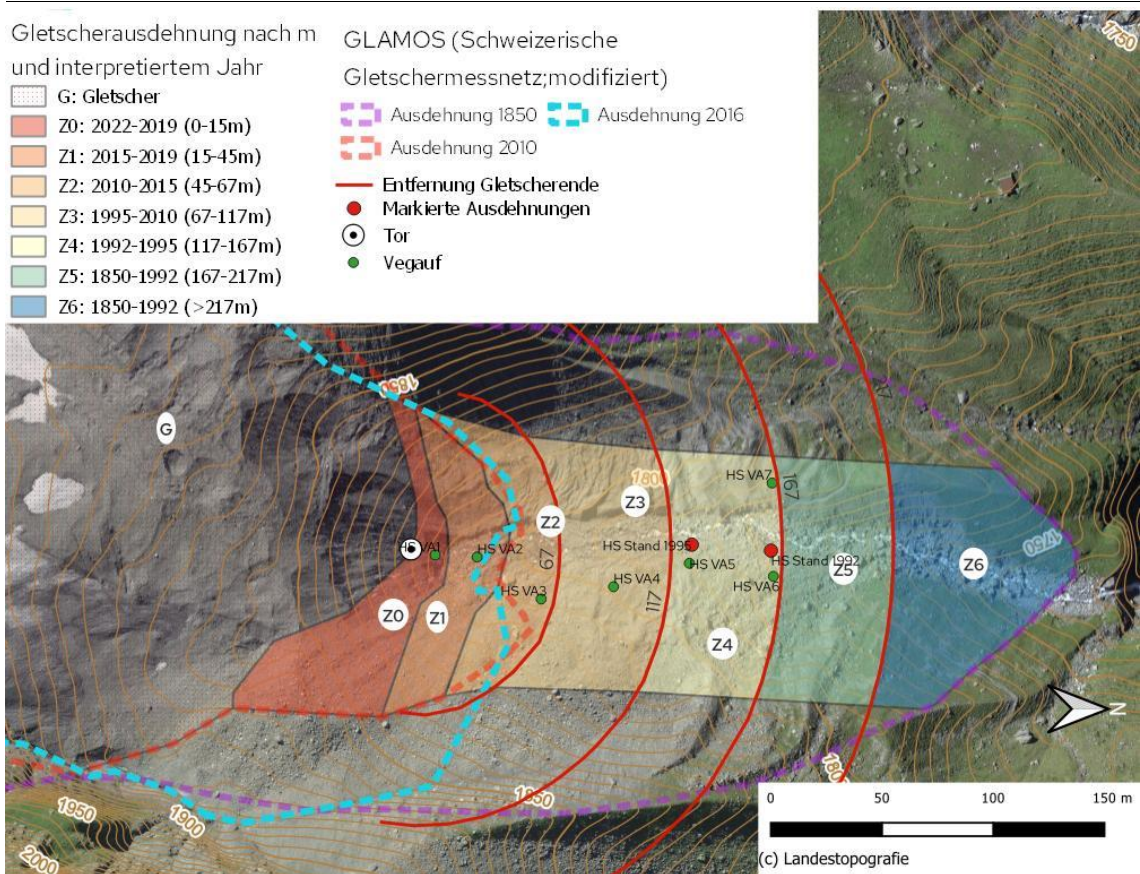 Gletscherausdehnung nach m
und interpretiertem Jahr
G: Gletscher
Z0: 2022-2019 (0-15m)
Z1: 2015-2019 (15-45m)
Z2: 2010-2015 (45-67m)
Z3: 1995-2010 (67-117m)
Z4: 1992-1995 (117-167m)
Z5: 1850-1992 (167-217m)
Z6: 1850-1992 (>217m)
GLAMOS (Schweizerische
Gletschermessnetz;modifiziert)
Ausdehnung 1850
Ausdehnung 2016
Ausdehnung 2010
Entfernung Gletscherende
Markierte Ausdehnungen
Tor
Vegauf
1750
1850
G
1800
HS VA7
167
Z3
Z2
HS Stand 1995
HS VA1
HS VA2
67
HS Stand 1992
HS VA5
Z5
Z6
1750
HS VA4
HS VA6
HS VA3
117
Z0
Z1
Z4
N
1850
1800
1950
1900
2000
0 50 100 150 m
(c) Landestopografie